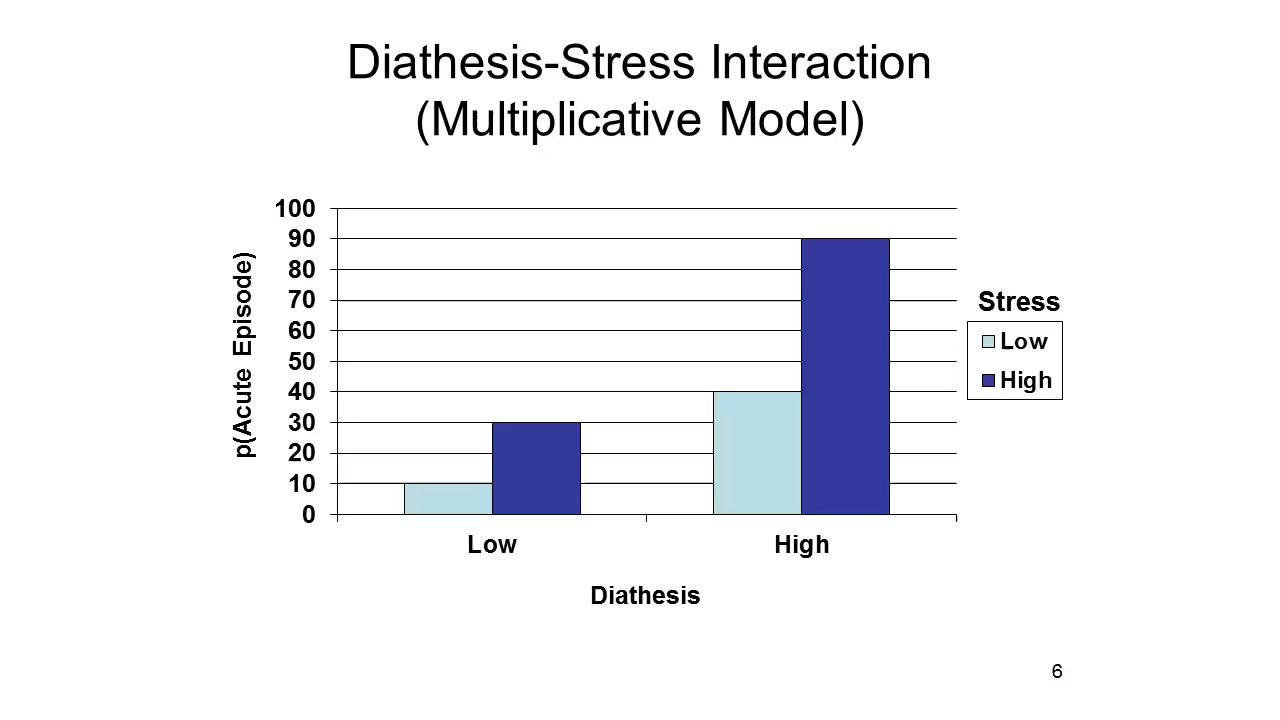 Diathesis-Stress Interaction
(Multiplicative Model)
100
90
80
70
60
50
40
30
20
10
0
p(Acute Episode)
Low
High
Diathesis
Stress
Low
High
6